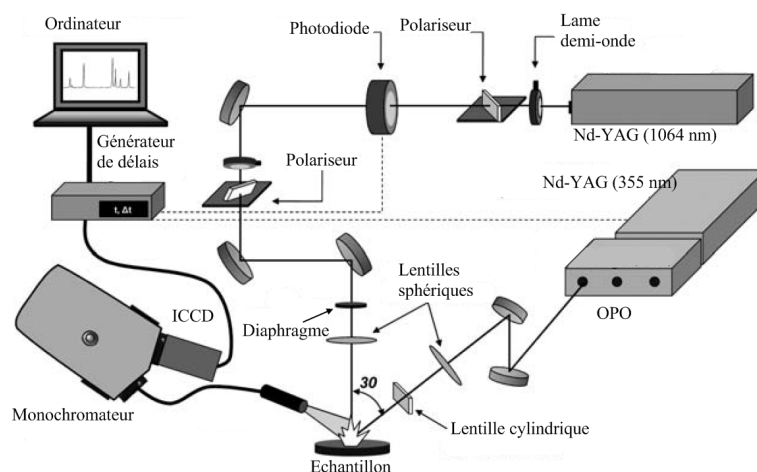 Ordinateur
Photodiode
Polariseur
Lame
demi-onde
Nd-YAG (1064 nm)
Générateur
de délais
Polariseur
Nd-YAG (355 nm)
t, Δt
Lentilles
sphériques
ICCD
Diaphragme
OPO
30
Monochromateur
Lentille cylindrique
Echantillon